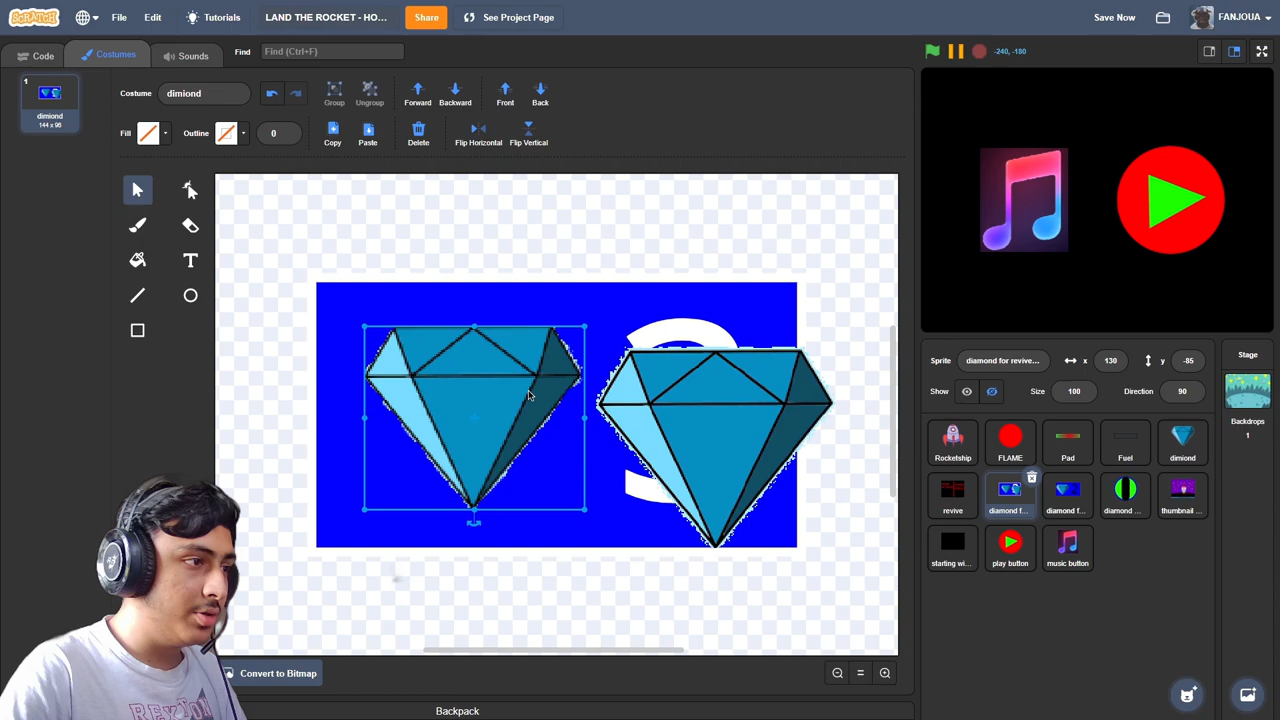 SCRATCH File Edit Tutorials LAND THE ROCKET - HO... Share See Project Page Save Now FANJOUA
Code Costumes Sounds Find Find (Ctrl+F) -240, -180
1
dimiond
144 x 96
Costume dimiond Group Ungroup Forward Backward Front Back
Fill Outline 0 Copy Paste Delete Flip Horizontal Flip Vertical
T
Convert to Bitmap
Backpack
Sprite diamond for revive... x 130 y -85
Show Size 100 Direction 90
Rocketship FLAME Pad Fuel dimiond
revive diamond f... diamond f... diamond ... thumbnail ...
starting wi... play button music button
Stage
Backdrops
1